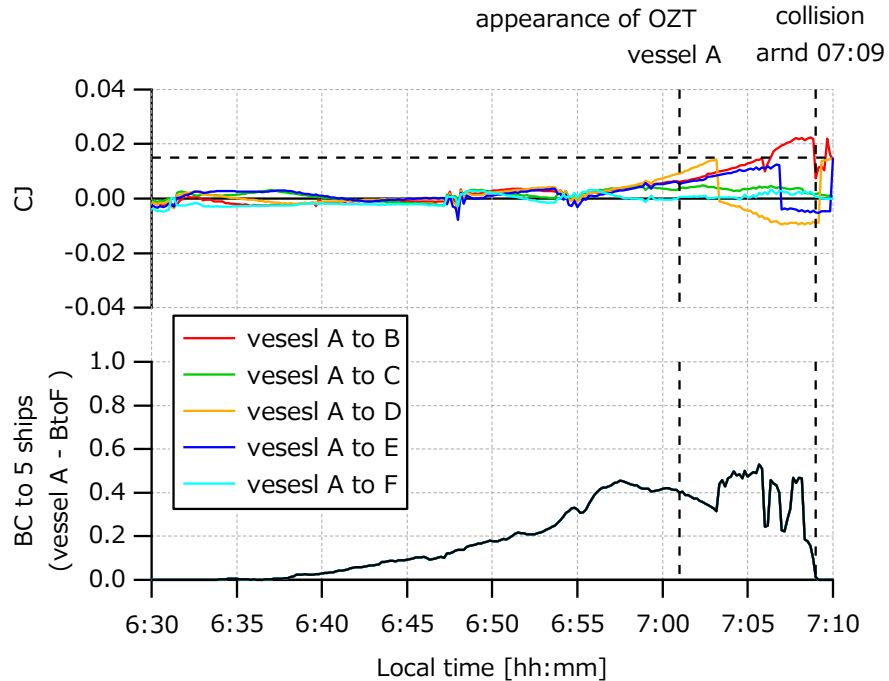 appearance of OZT
collision
vessel A
arnd 07:09
0.04
0.02
0.00
-0.02
-0.04
CJ
vesesl A to B
vesesl A to C
vesesl A to D
vesesl A to E
vesesl A to F
1.0
0.8
0.6
0.4
0.2
0.0
BC to 5 ships
(vessel A - BtoF )
6:30 6:35 6:40 6:45 6:50 6:55 7:00 7:05 7:10
Local time [hh:mm]